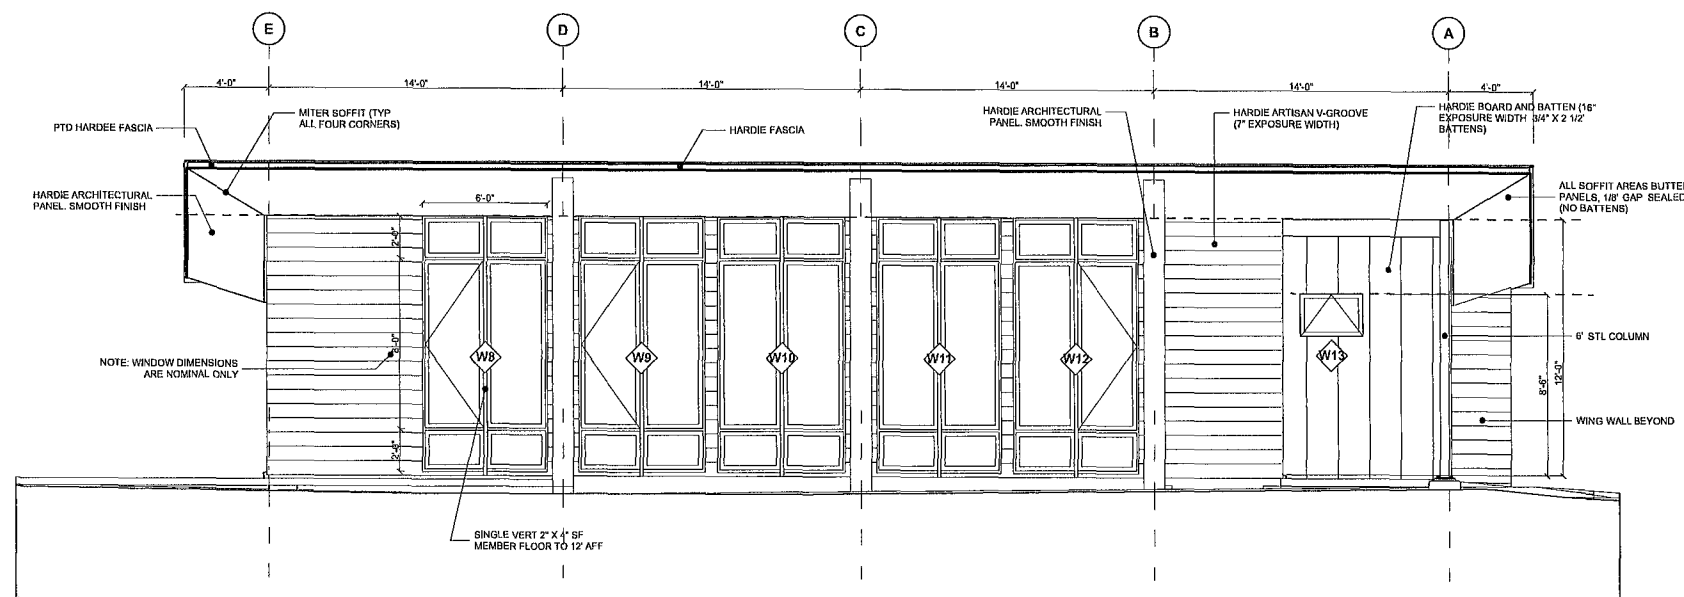 E D C B A
4'-0" 14'-0" 14'-0" 14'-0" 14'-0" 4'-0"
MITER SOFFIT (TYP
ALL FOUR CORNERS)
PTD HARDEE FASCIA
HARDIE FASCIA
HARDIE ARCHITECTURAL
PANEL. SMOOTH FINISH
HARDIE ARTISAN V-GROOVE
(7" EXPOSURE WIDTH)
HARDIE BOARD AND BATTEN (16"
EXPOSURE WIDTH 3/4" X 2 1/2'
BATTENS)
HARDIE ARCHITECTURAL
PANEL. SMOOTH FINISH
ALL SOFFIT AREAS BUTTED
PANELS, 1/8' GAP SEALED
(NO BATTENS)
6'-0"
2'-0"
NOTE: WINDOW DIMENSIONS
ARE NOMINAL ONLY
W8 W9 W10 W11 W12 W13
6' STL COLUMN
8'-6"
12'-0"
WING WALL BEYOND
SINGLE VERT 2" X 4" SF
MEMBER FLOOR TO 12' AFF